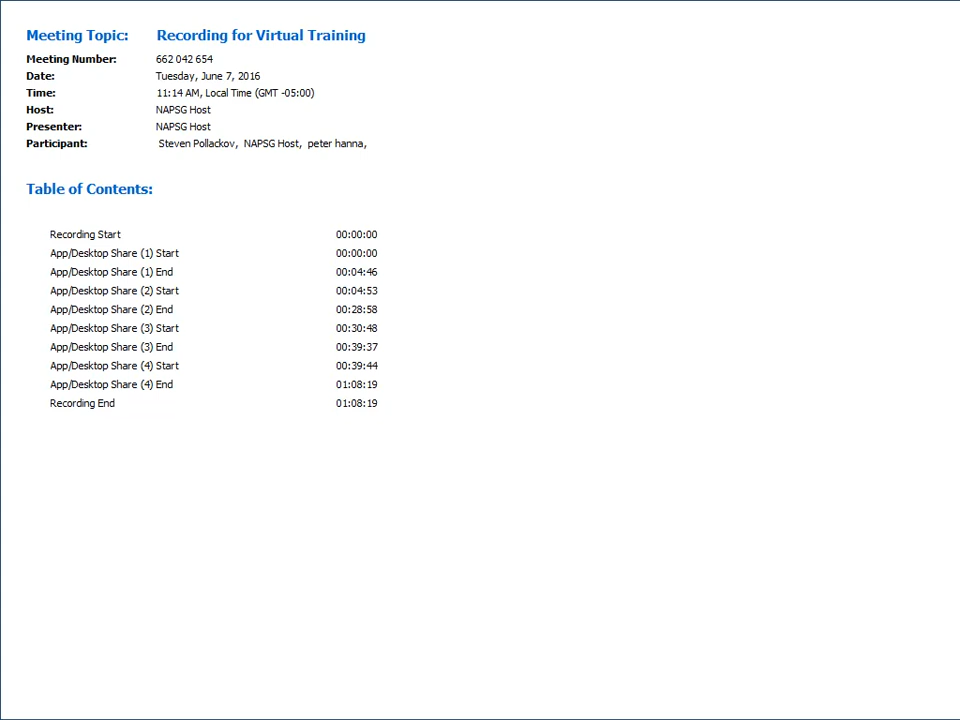 Meeting Topic: Recording for Virtual Training
Meeting Number: 662 042 654
Date: Tuesday, June 7, 2016
Time: 11:14 AM, Local Time (GMT -05:00)
Host: NAPSG Host
Presenter: NAPSG Host
Participant: Steven Pollackov, NAPSG Host, peter hanna,
Table of Contents:
Recording Start 00:00:00
App/Desktop Share (1) Start 00:00:00
App/Desktop Share (1) End 00:04:46
App/Desktop Share (2) Start 00:04:53
App/Desktop Share (2) End 00:28:58
App/Desktop Share (3) Start 00:30:48
App/Desktop Share (3) End 00:39:37
App/Desktop Share (4) Start 00:39:44
App/Desktop Share (4) End 01:08:19
Recording End 01:08:19